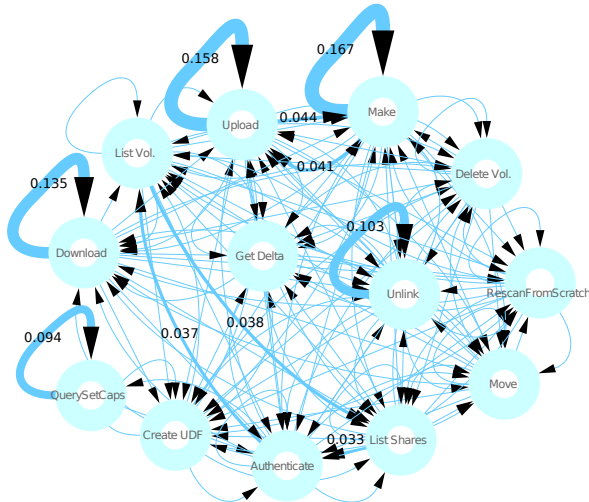 0.167
0.158
Make
0.044
Upload
List Vol.
0.041
Delete Vol.
0.135
0.103
Download
Get Delta
Unlink
RescanFromScratch
0.038
0.037
0.094
Move
QuerySetCaps
Create UDF
0.033
List Shares
Authenticate